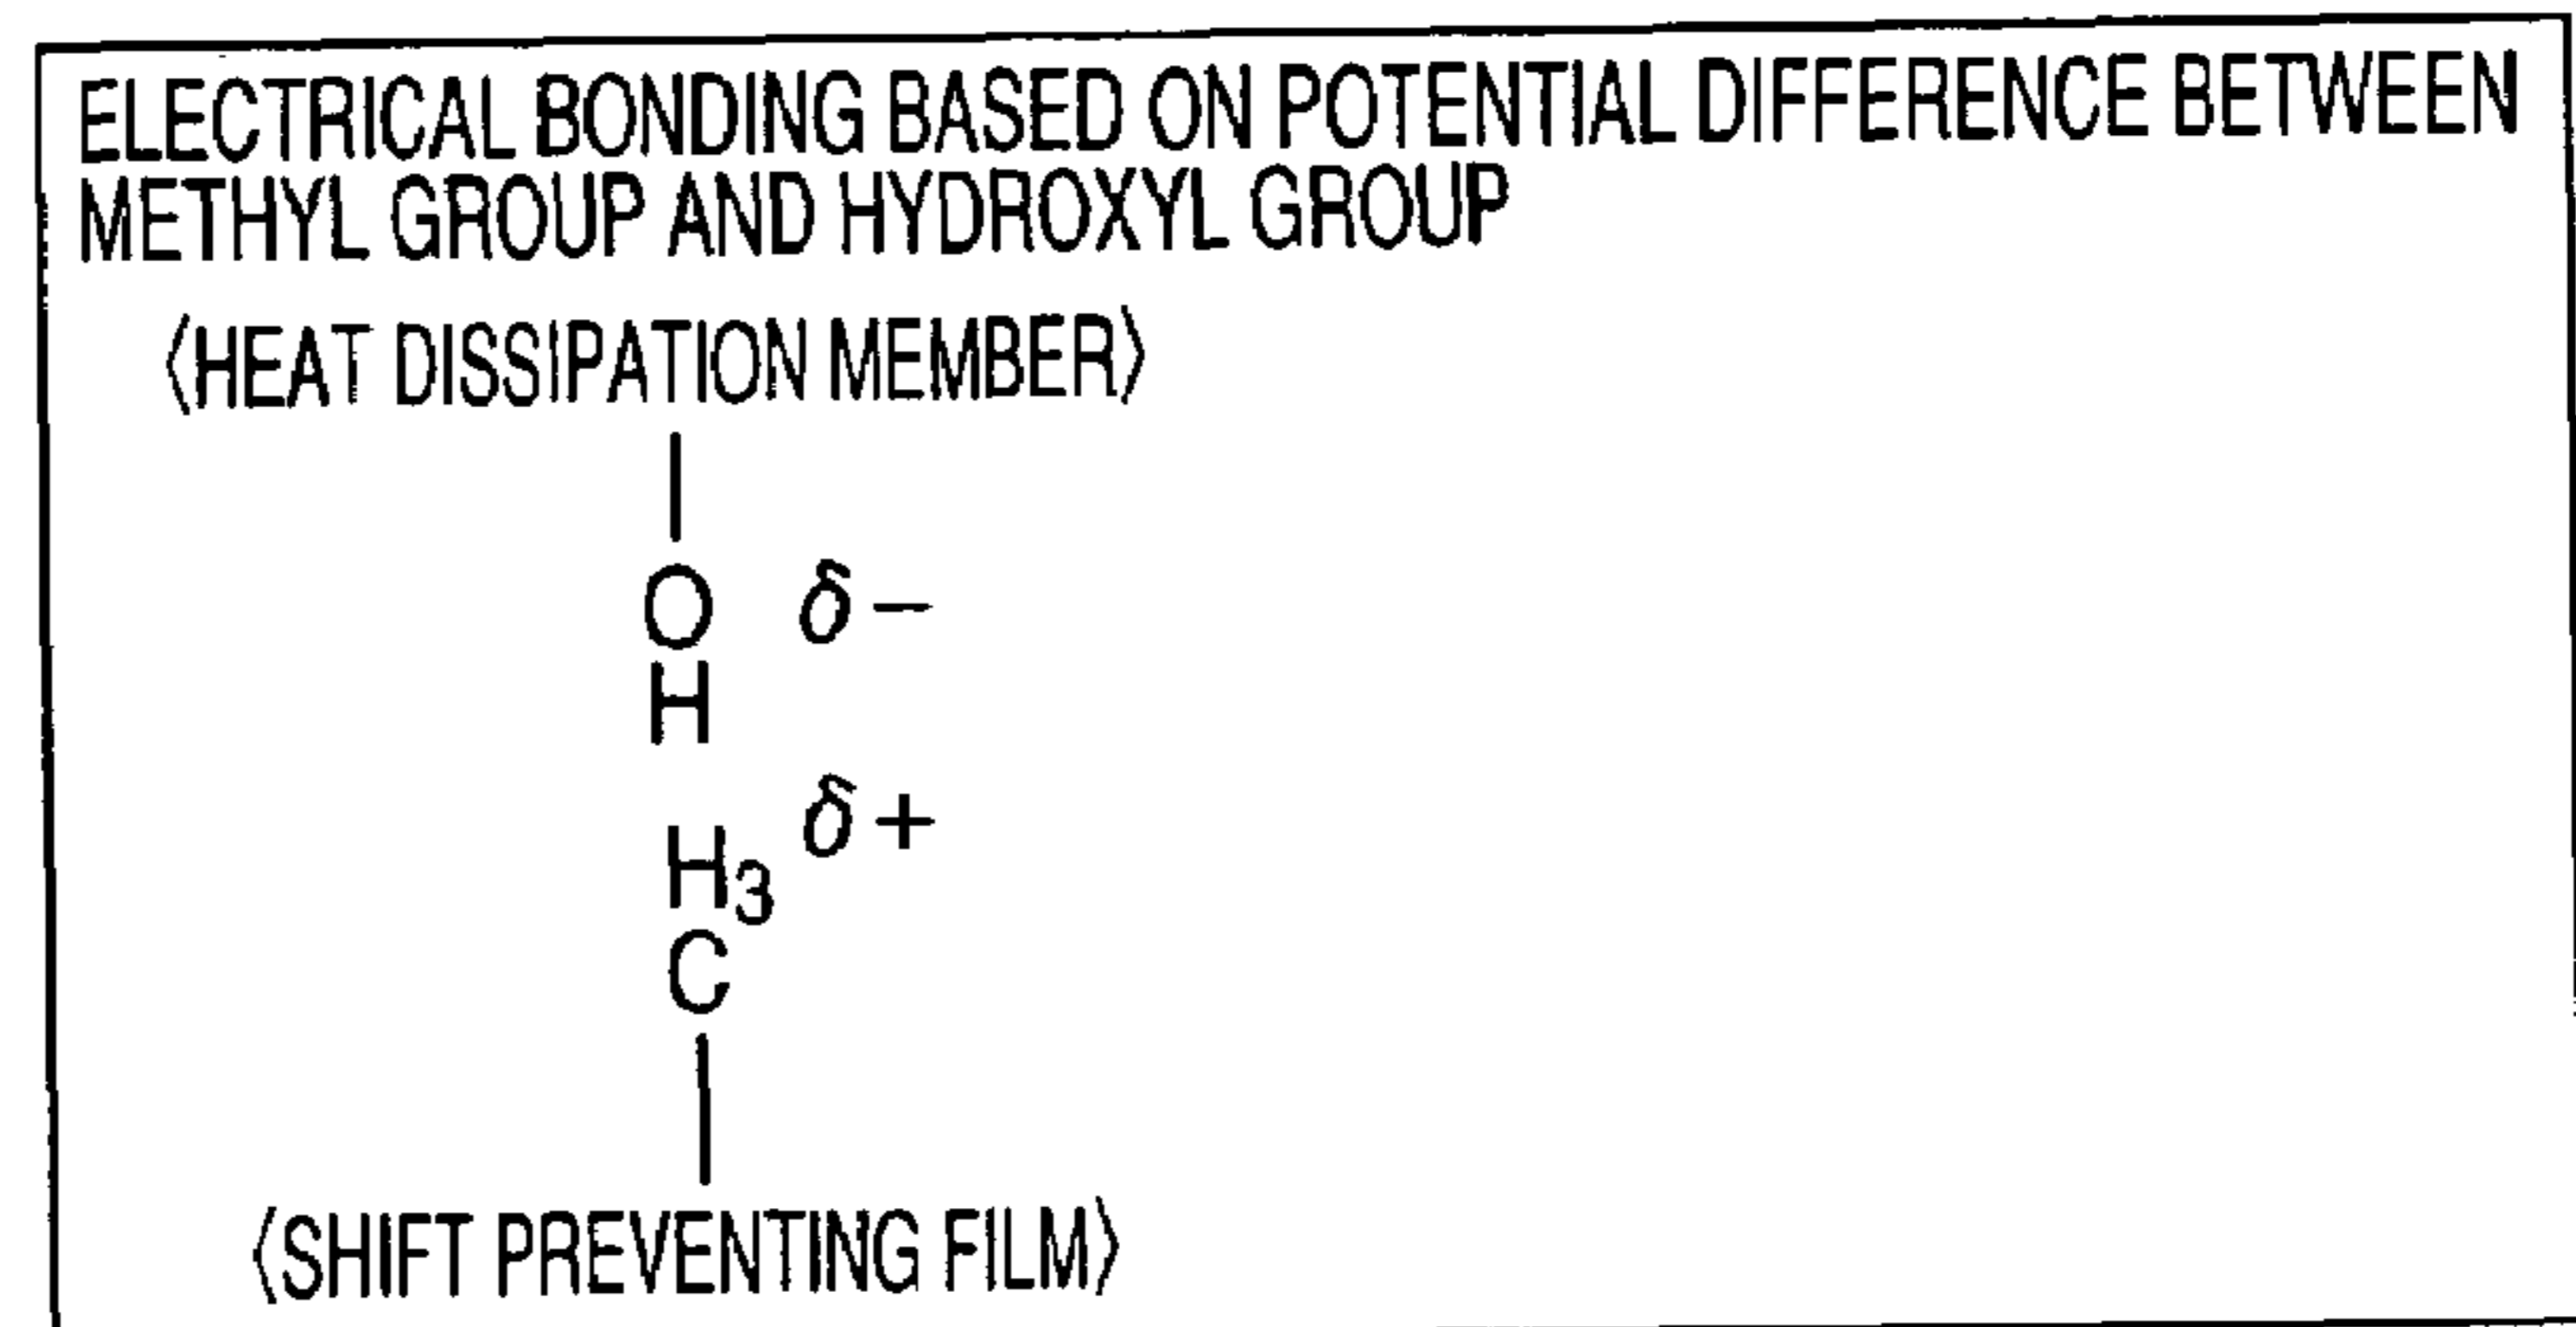 ELECTRICAL BONDING BASED ON POTENTIAL DIFFERENCE BETWEEN
METHYL GROUP AND HYDROXYL GROUP
〈HEAT DISSIPATION MEMBER〉
O δ−
H
δ+
H3
C
〈SHIFT PREVENTING FILM〉